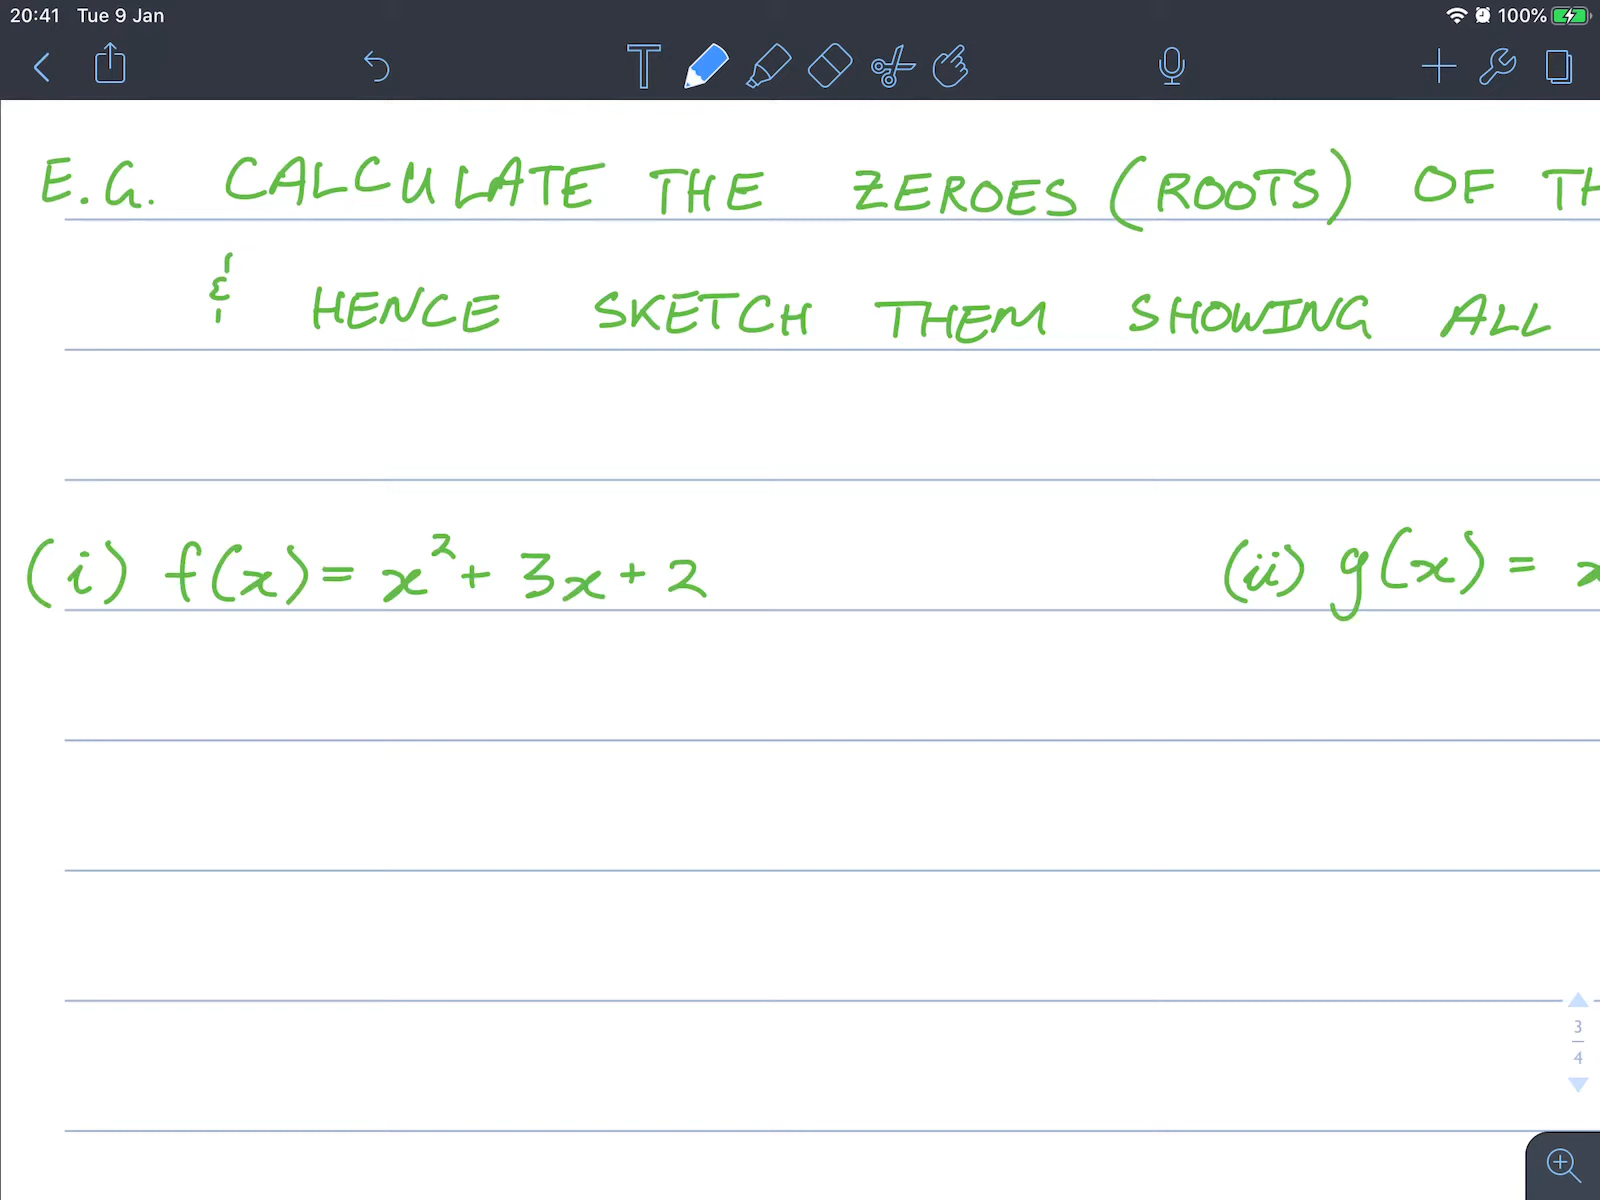 20:41 Tue 9 Jan 100%
E.G. CALCULATE THE ZEROES (ROOTS) OF TH
& HENCE SKETCH THEM SHOWING ALL
(i) f(x) = x² + 3x + 2 (ii) g(x) = x
3
4